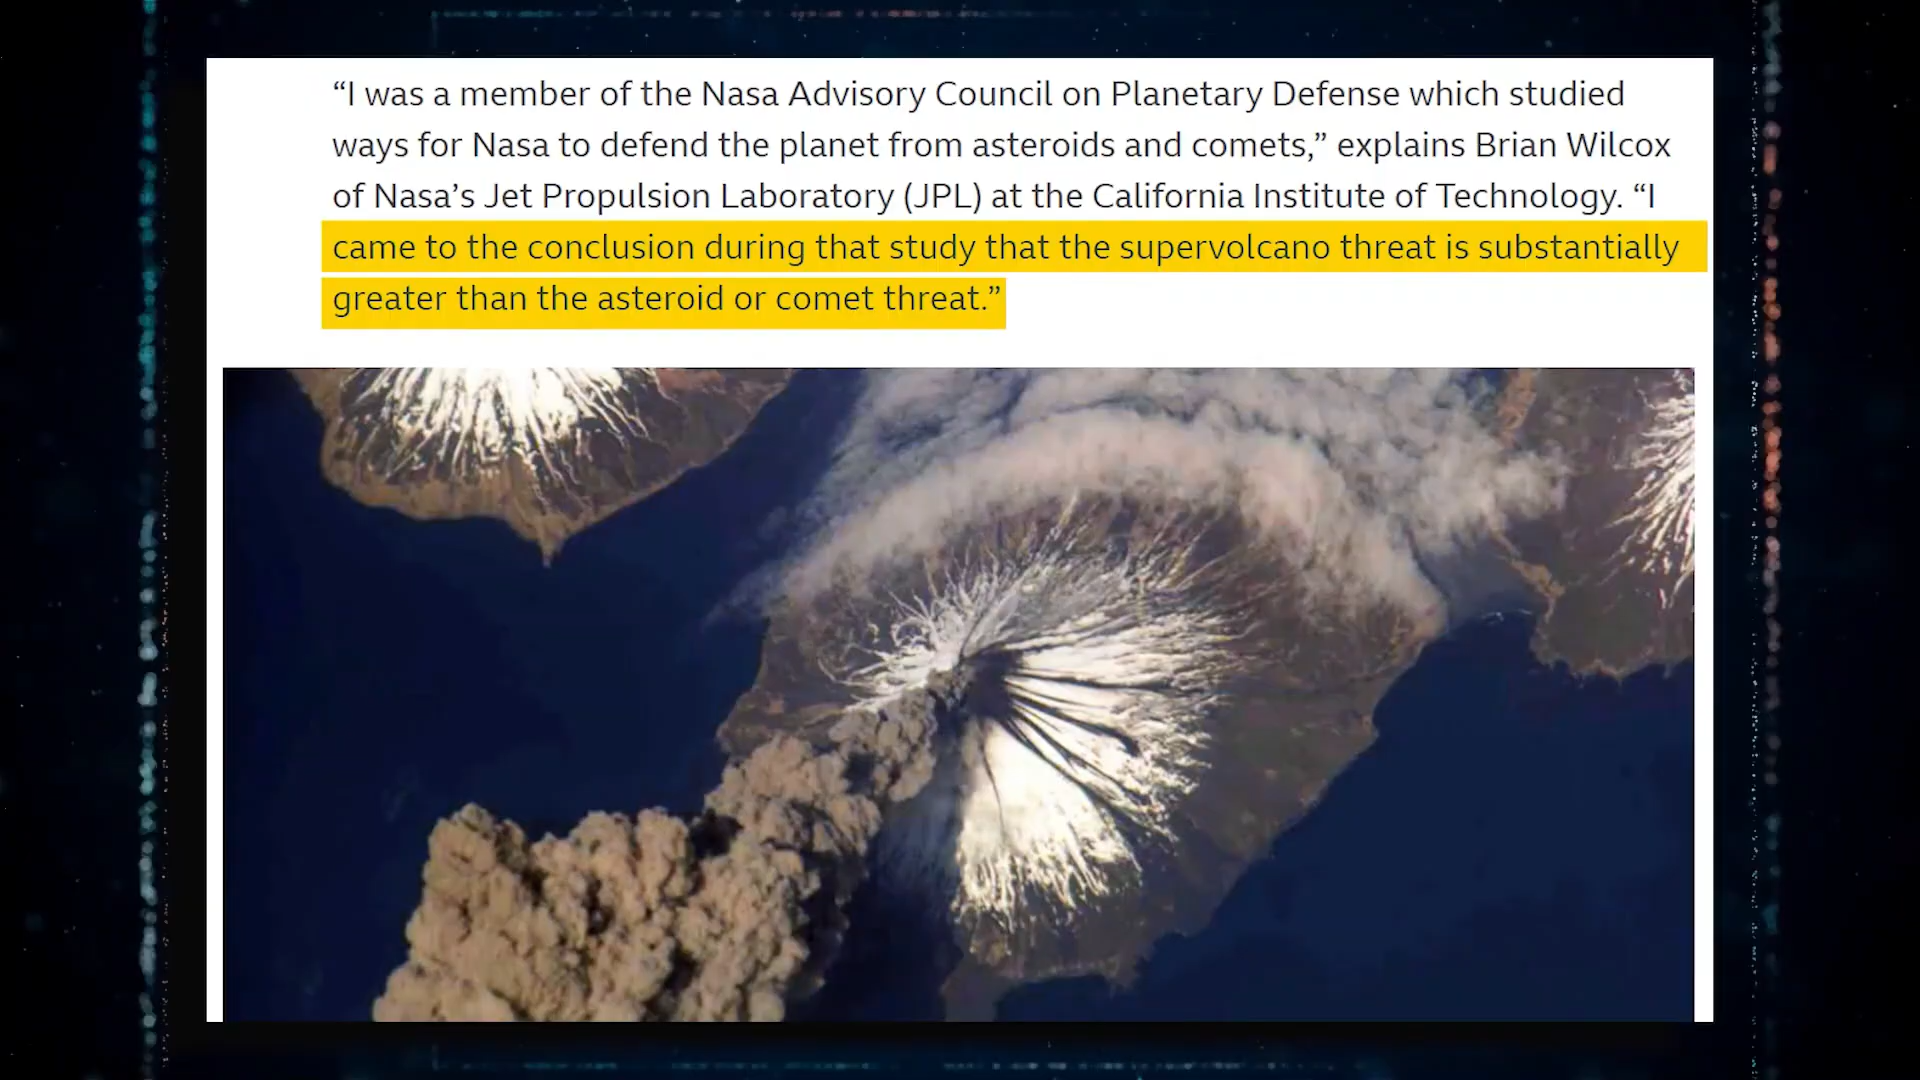 “I was a member of the Nasa Advisory Council on Planetary Defense which studied
ways for Nasa to defend the planet from asteroids and comets,” explains Brian Wilcox
of Nasa’s Jet Propulsion Laboratory (JPL) at the California Institute of Technology. “I
came to the conclusion during that study that the supervolcano threat is substantially
greater than the asteroid or comet threat.”